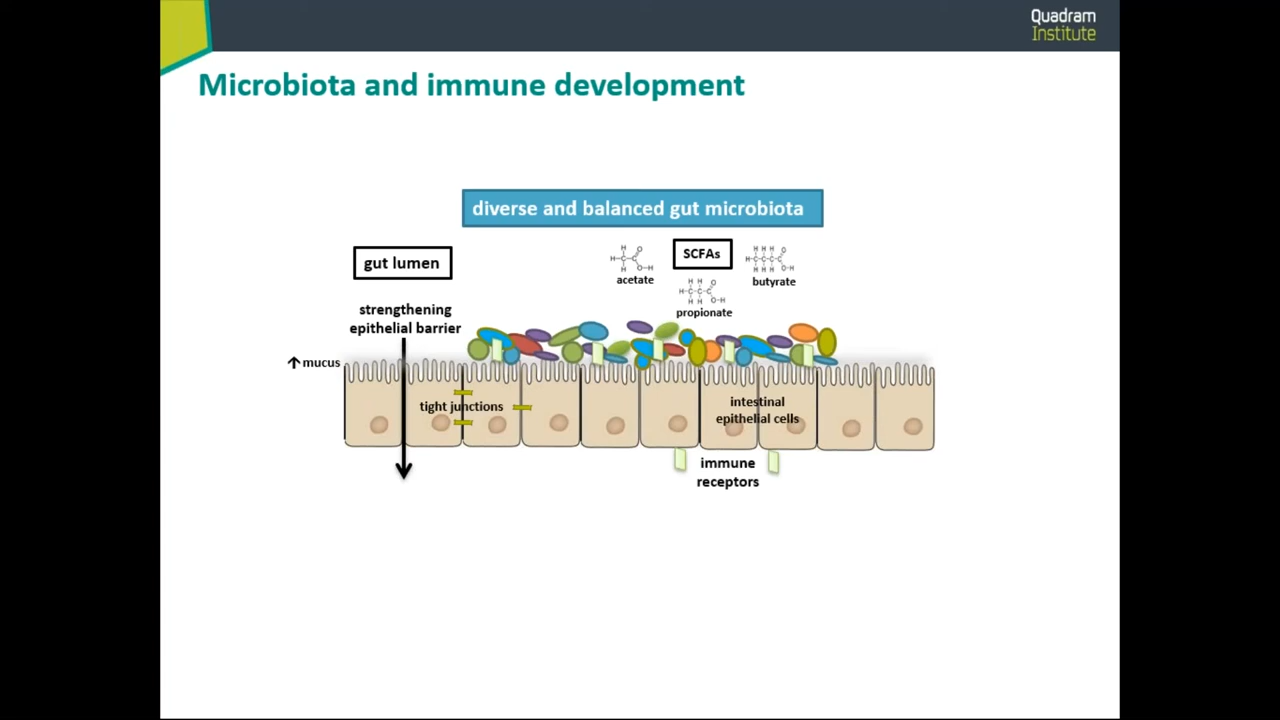 Quadram
Institute
Microbiota and immune development
diverse and balanced gut microbiota
gut lumen
SCFAs
acetate
butyrate
propionate
strengthening
epithelial barrier
↑ mucus
tight junctions
intestinal
epithelial cells
immune
receptors